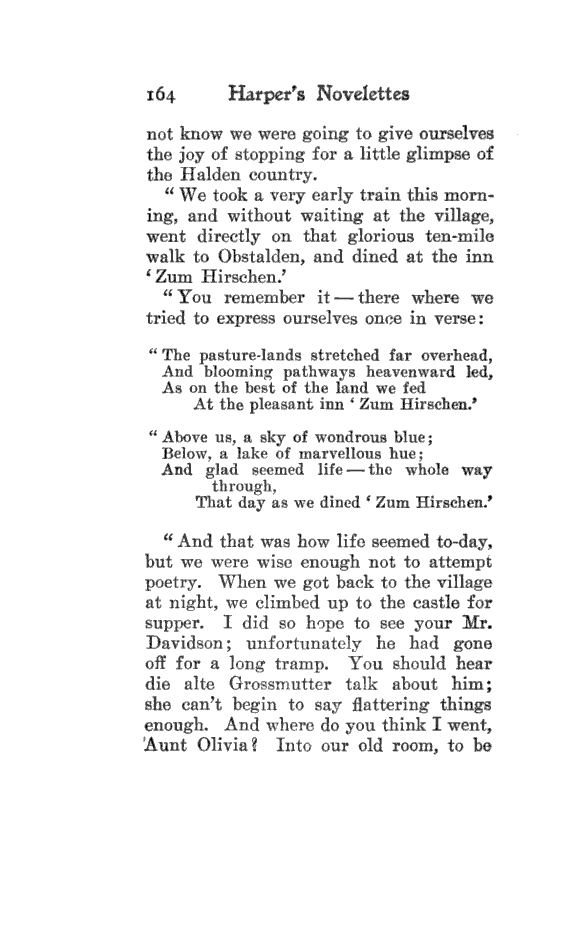 164 Harper's Novelettes
not know we were going to give ourselves
the joy of stopping for a little glimpse of
the Halden country.
“ We took a very early train this morn-
ing, and without waiting at the village,
went directly on that glorious ten-mile
walk to Obstalden, and dined at the inn
‘ Zum Hirschen.’
“ You remember it — there where we
tried to express ourselves once in verse:
“ The pasture-lands stretched far overhead,
And blooming pathways heavenward led,
As on the best of the land we fed
At the pleasant inn ‘ Zum Hirschen.’
“ Above us, a sky of wondrous blue;
Below, a lake of marvellous hue;
And glad seemed life — the whole way
through,
That day as we dined ‘ Zum Hirschen.’
“ And that was how life seemed to-day,
but we were wise enough not to attempt
poetry. When we got back to the village
at night, we climbed up to the castle for
supper. I did so hope to see your Mr.
Davidson; unfortunately he had gone
off for a long tramp. You should hear
die alte Grossmutter talk about him;
she can't begin to say flattering things
enough. And where do you think I went,
Aunt Olivia? Into our old room, to be